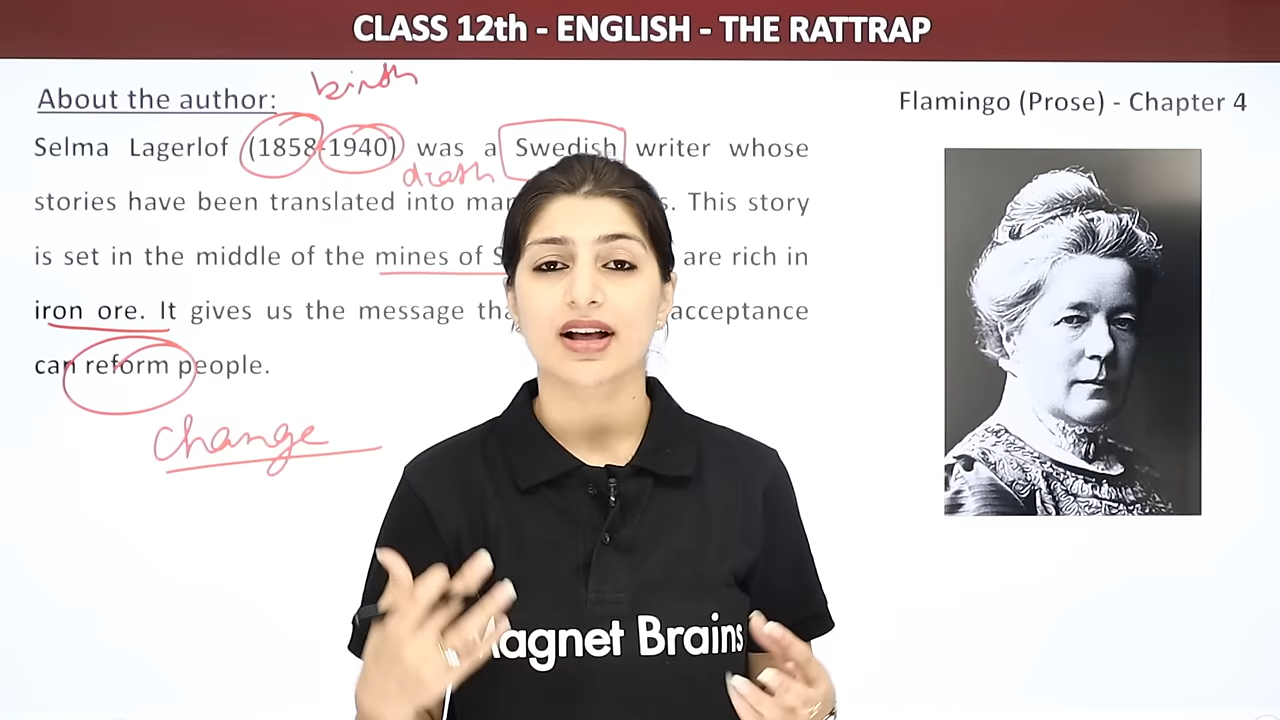 CLASS 12th - ENGLISH - THE RATTRAP
birth
About the author:
Flamingo (Prose) - Chapter 4
Selma Lagerlof (1858-1940) was a Swedish writer whose
death
stories have been translated into s. This story
is set in the middle of the mines of are rich in
iron ore. It gives us the message acceptance
can reform people.
change
Magnet Brains